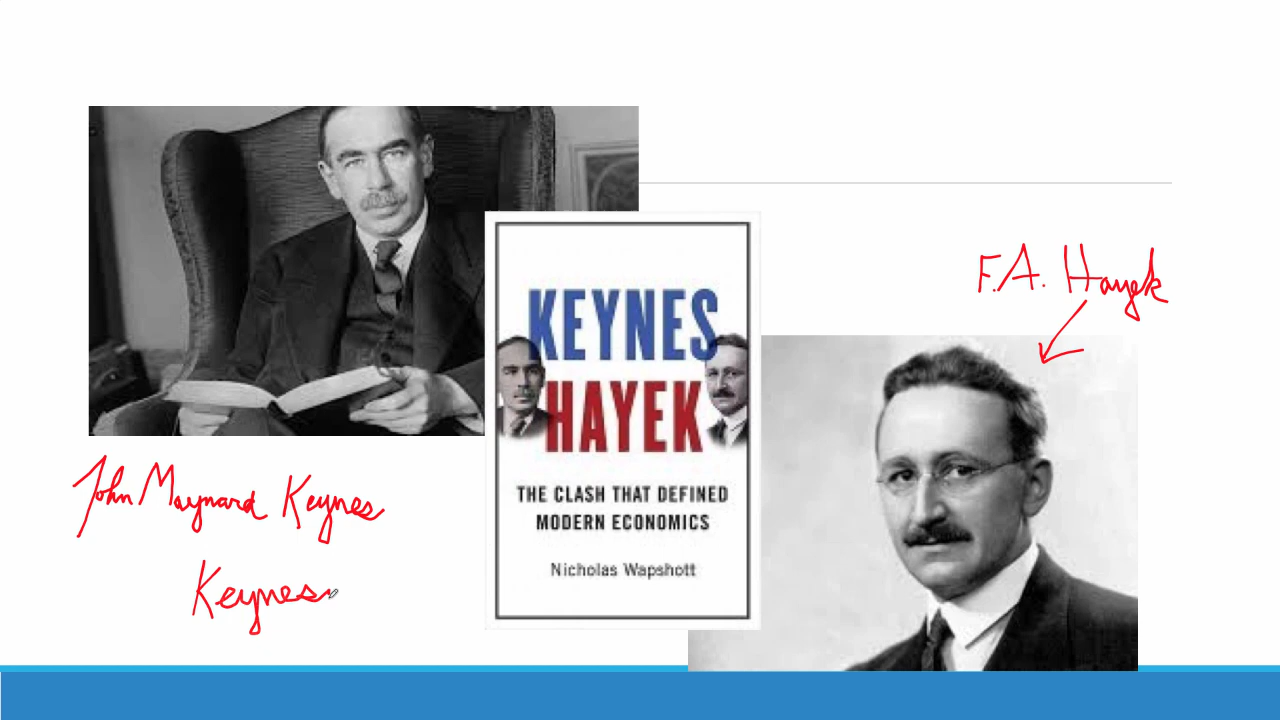 KEYNES
HAYEK
THE CLASH THAT DEFINED
MODERN ECONOMICS
Nicholas Wapshott
F.A. Hayek
John Maynard Keynes
Keynes